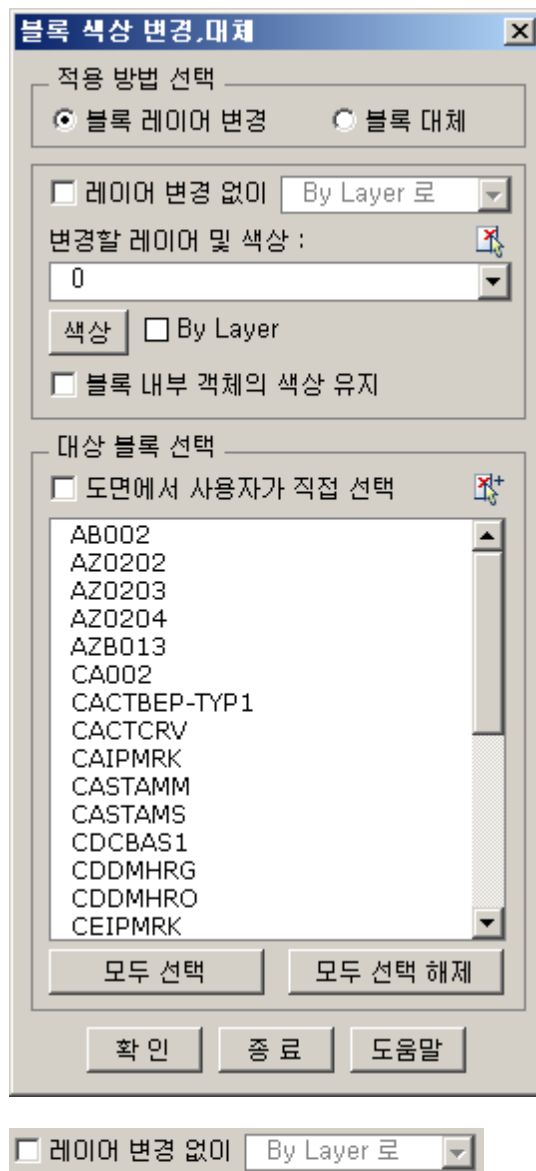 블록 색상 변경,대체
적용 방법 선택
블록 레이어 변경 블록 대체
레이어 변경 없이 By Layer 로
변경할 레이어 및 색상 :
0
색상 By Layer
블록 내부 객체의 색상 유지
대상 블록 선택
도면에서 사용자가 직접 선택
AB002
AZ0202
AZ0203
AZ0204
AZB013
CA002
CACTBEP-TYP1
CACTCRV
CAIPMRK
CASTAMM
CASTAMS
CDCBAS1
CDDMHRG
CDDMHRO
CEIPMRK
모두 선택 모두 선택 해제
확 인 종 료 도움말
레이어 변경 없이 By Layer 로